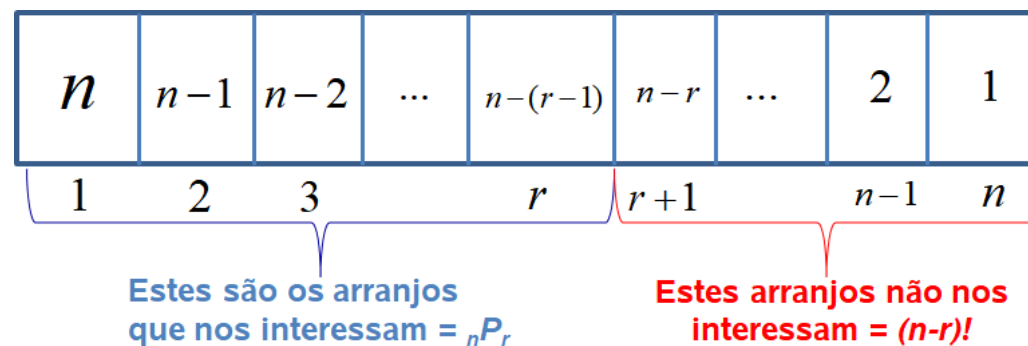 n n−1 n−2 ... n−(r−1) n−r ... 2 1
1 2 3 r r+1 n−1 n
Estes são os arranjos
que nos interessam = ₙPᵣ
Estes arranjos não nos
interessam = (n-r)!